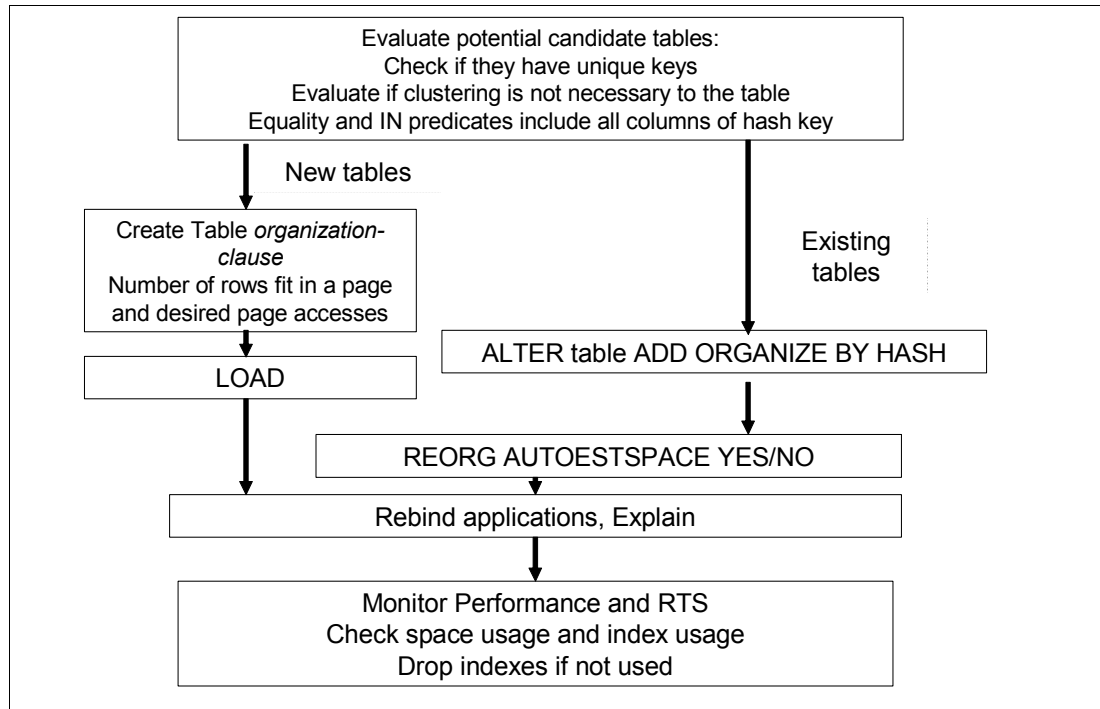 Evaluate potential candidate tables:
Check if they have unique keys
Evaluate if clustering is not necessary to the table
Equality and IN predicates include all columns of hash key
New tables
Create Table organization-
clause
Number of rows fit in a page
and desired page accesses
Existing
tables
LOAD
ALTER table ADD ORGANIZE BY HASH
REORG AUTOESTSPACE YES/NO
Rebind applications, Explain
Monitor Performance and RTS
Check space usage and index usage
Drop indexes if not used